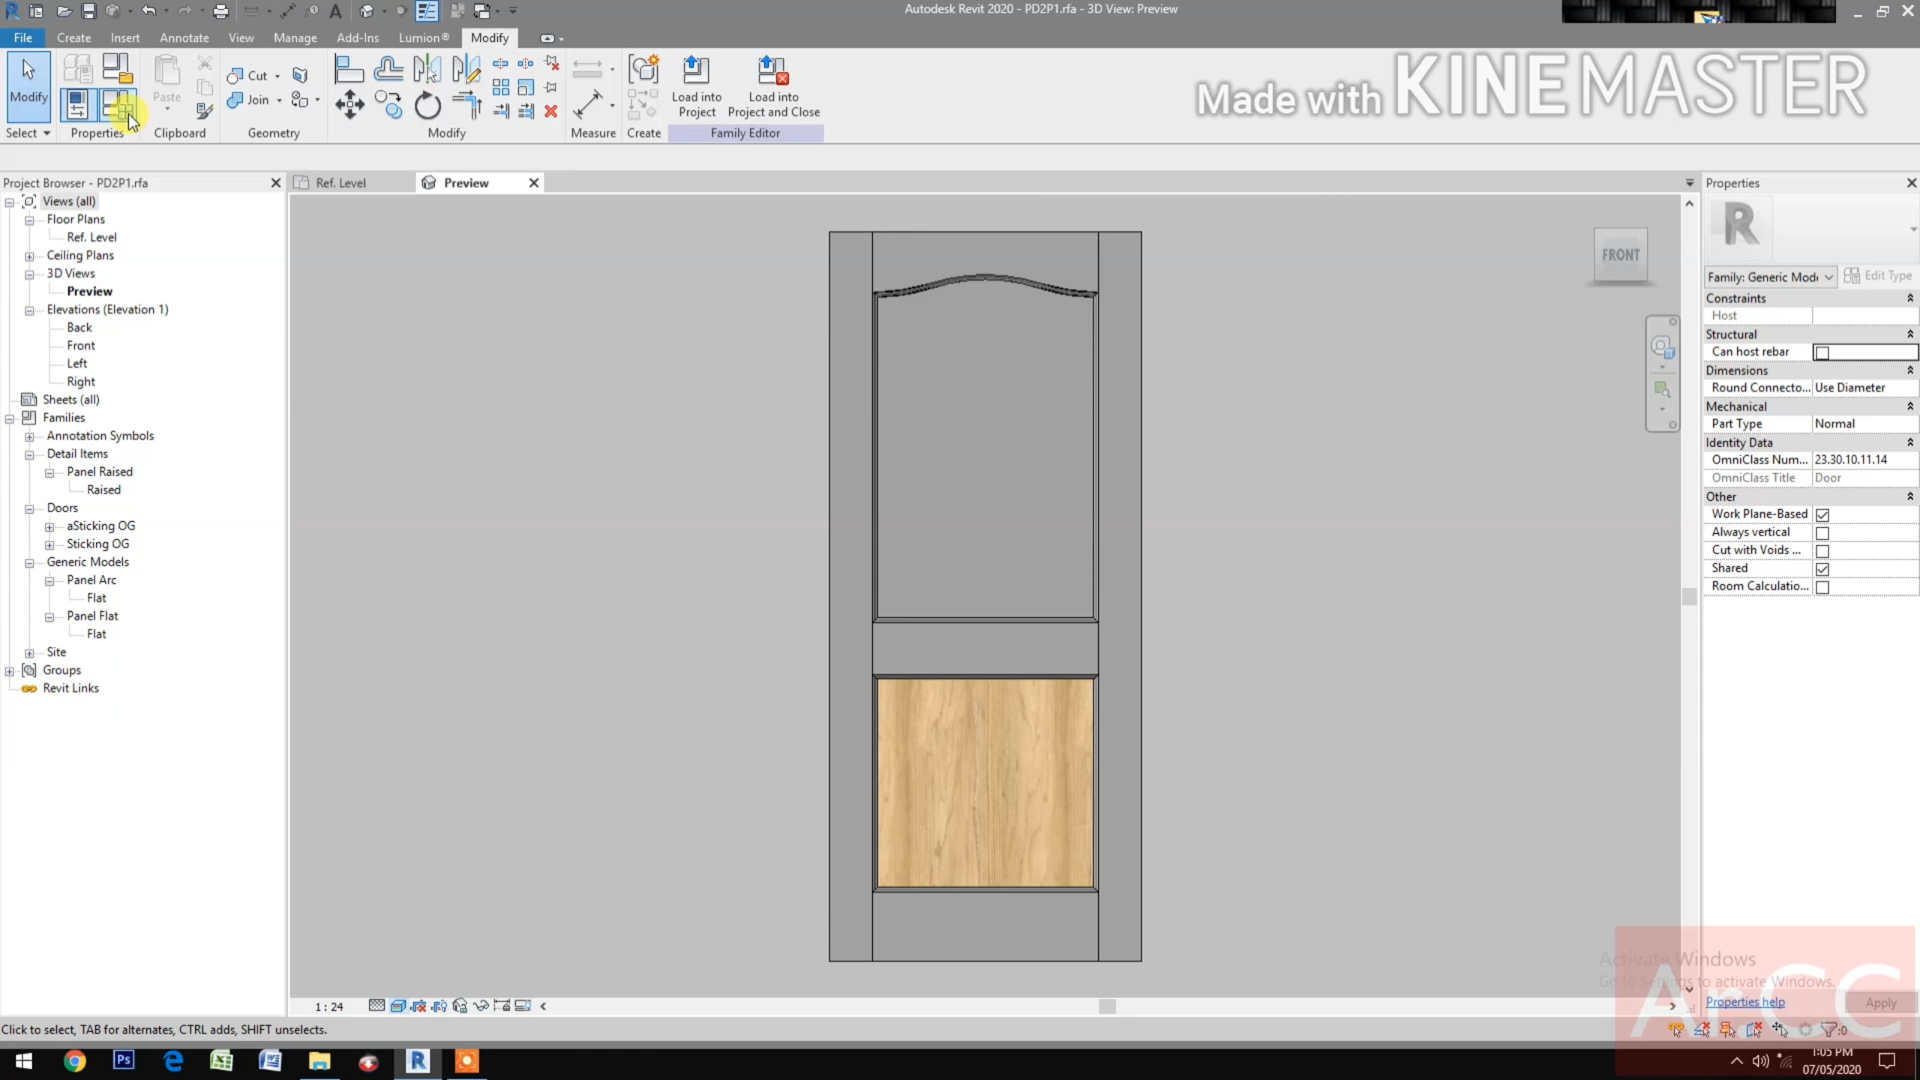 Autodesk Revit 2020 - PD2P1.rfa - 3D View: Preview
File
Create
Insert
Annotate
View
Manage
Add-Ins
Lumion®
Modify
Made with KINEMASTER
Modify
Cut
Join
Paste
Load into
Project
Load into
Project and Close
Select
Properties
Clipboard
Geometry
Modify
Measure
Create
Family Editor
Project Browser - PD2P1.rfa
Ref. Level
Preview
Properties
Views (all)
Floor Plans
Ref. Level
Ceiling Plans
3D Views
Preview
Elevations (Elevation 1)
Back
Front
Left
Right
Sheets (all)
Families
Annotation Symbols
Detail Items
Panel Raised
Raised
Doors
aSticking OG
Sticking OG
Generic Models
Panel Arc
Flat
Panel Flat
Flat
Site
Groups
Revit Links
FRONT
R
Family: Generic Mod
Edit Type
Constraints
Host
Structural
Can host rebar
Dimensions
Round Connecto... Use Diameter
Mechanical
Part Type Normal
Identity Data
OmniClass Num... 23.30.10.11.14
OmniClass Title Door
Other
Work Plane-Based
Always vertical
Cut with Voids ...
Shared
Room Calculatio...
Activate Windows
Go to Settings to activate Windows.
ArCC
Properties help
Apply
1 : 24
Click to select, TAB for alternates, CTRL adds, SHIFT unselects.
:0
1:05 PM
07/05/2020